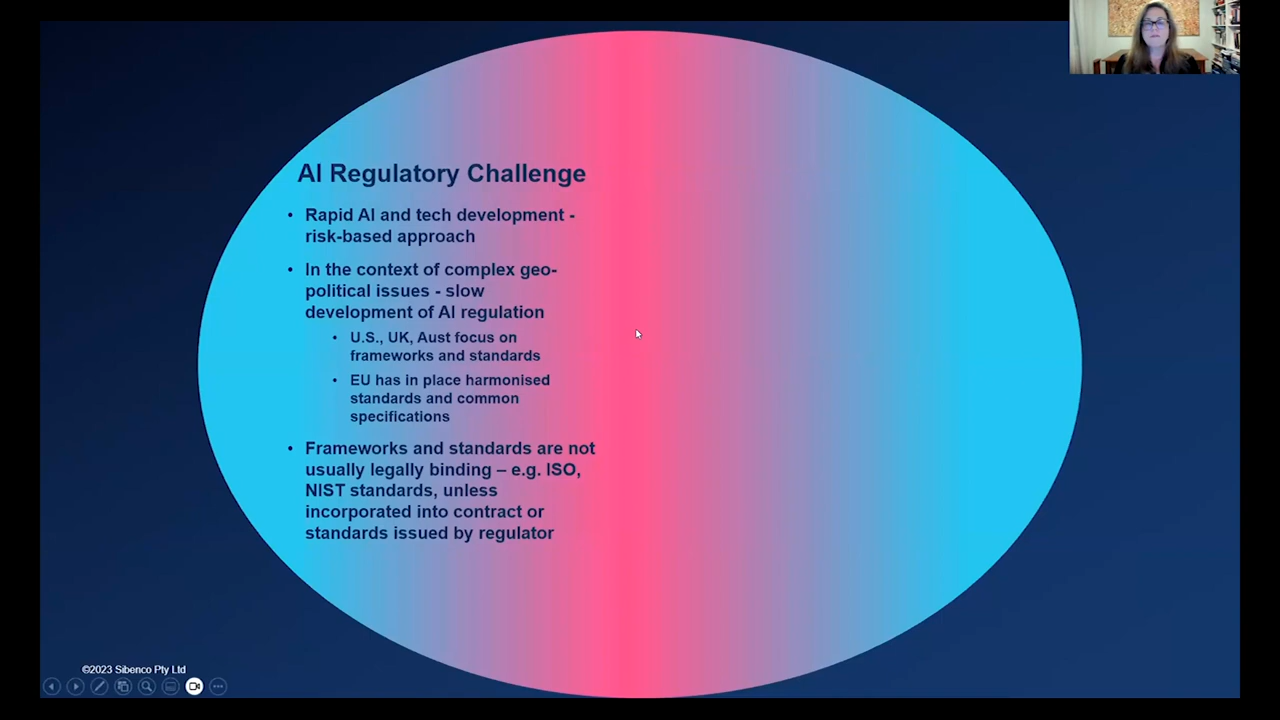 AI Regulatory Challenge
• Rapid AI and tech development -
risk-based approach
• In the context of complex geo-
political issues - slow
development of AI regulation
• U.S., UK, Aust focus on
frameworks and standards
• EU has in place harmonised
standards and common
specifications
• Frameworks and standards are not
usually legally binding – e.g. ISO,
NIST standards, unless
incorporated into contract or
standards issued by regulator
©2023 Sibenco Pty Ltd